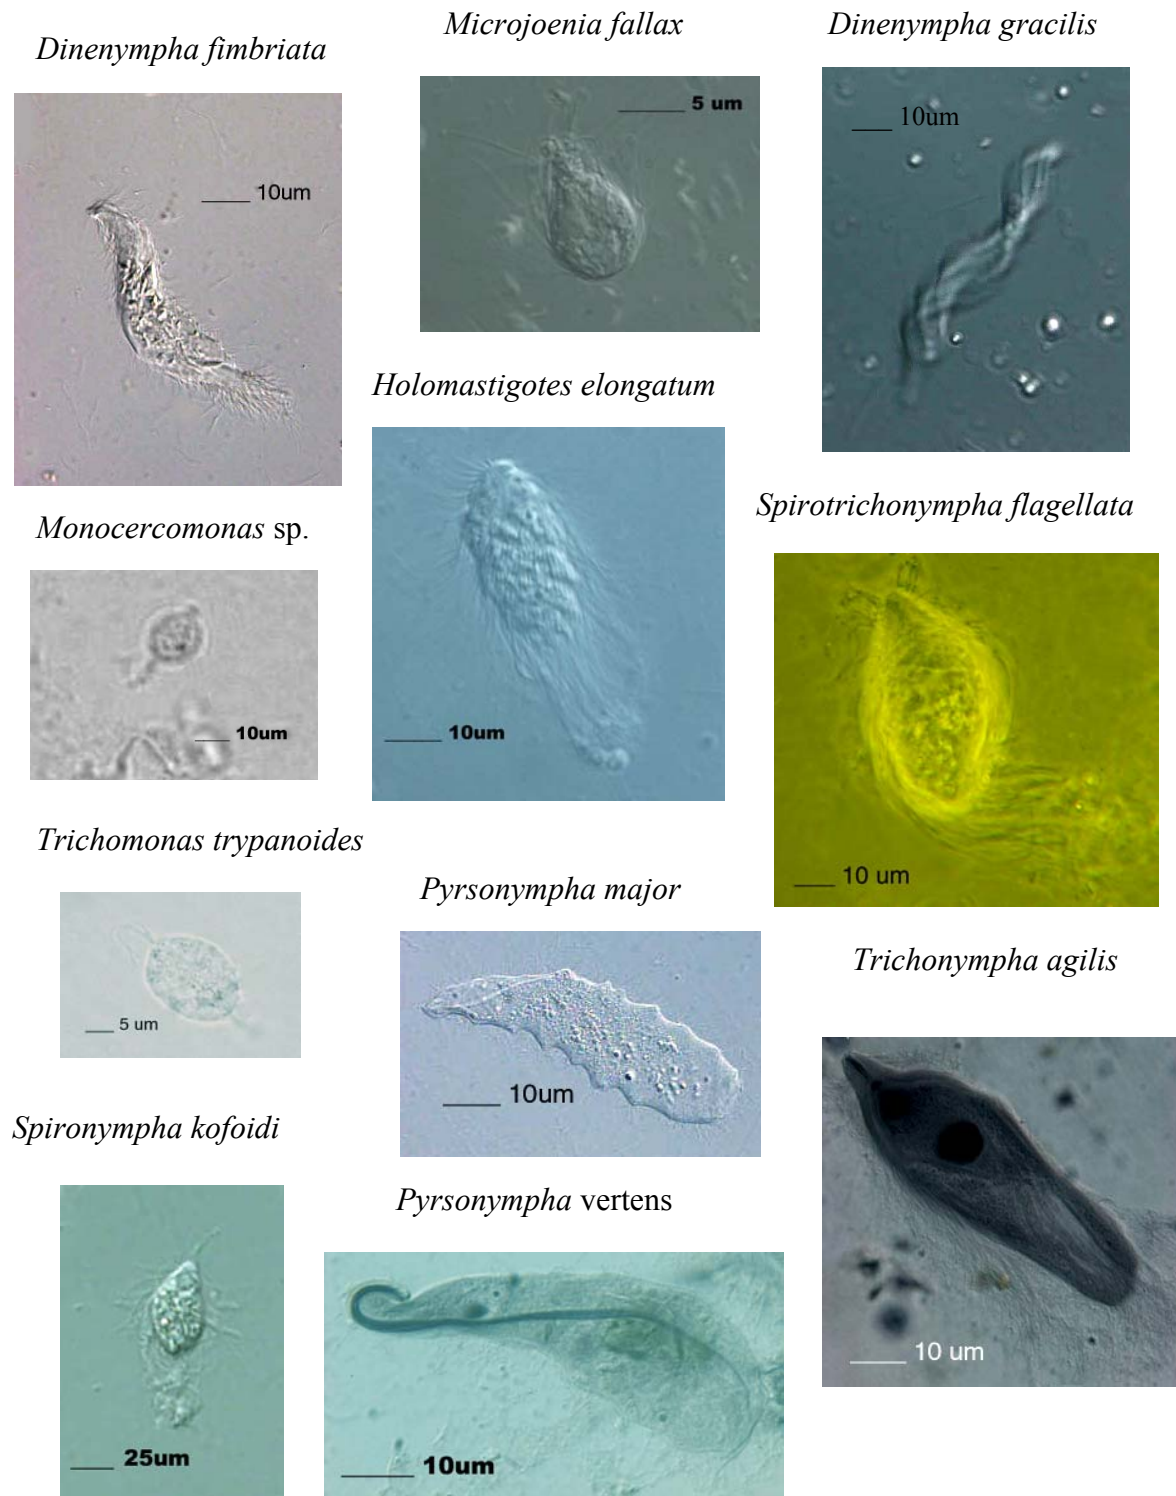 Dinenympha fimbriata
10um
Microjoenia fallax
5 um
Dinenympha gracilis
10um
Holomastigotes elongatum
10um
Monocercomonas sp.
10um
Spirotrichonympha flagellata
10 um
Trichomonas trypanoides
5 um
Pyrsonympha major
10um
Trichonympha agilis
10 um
Spironympha kofoidi
25um
Pyrsonympha vertens
10um